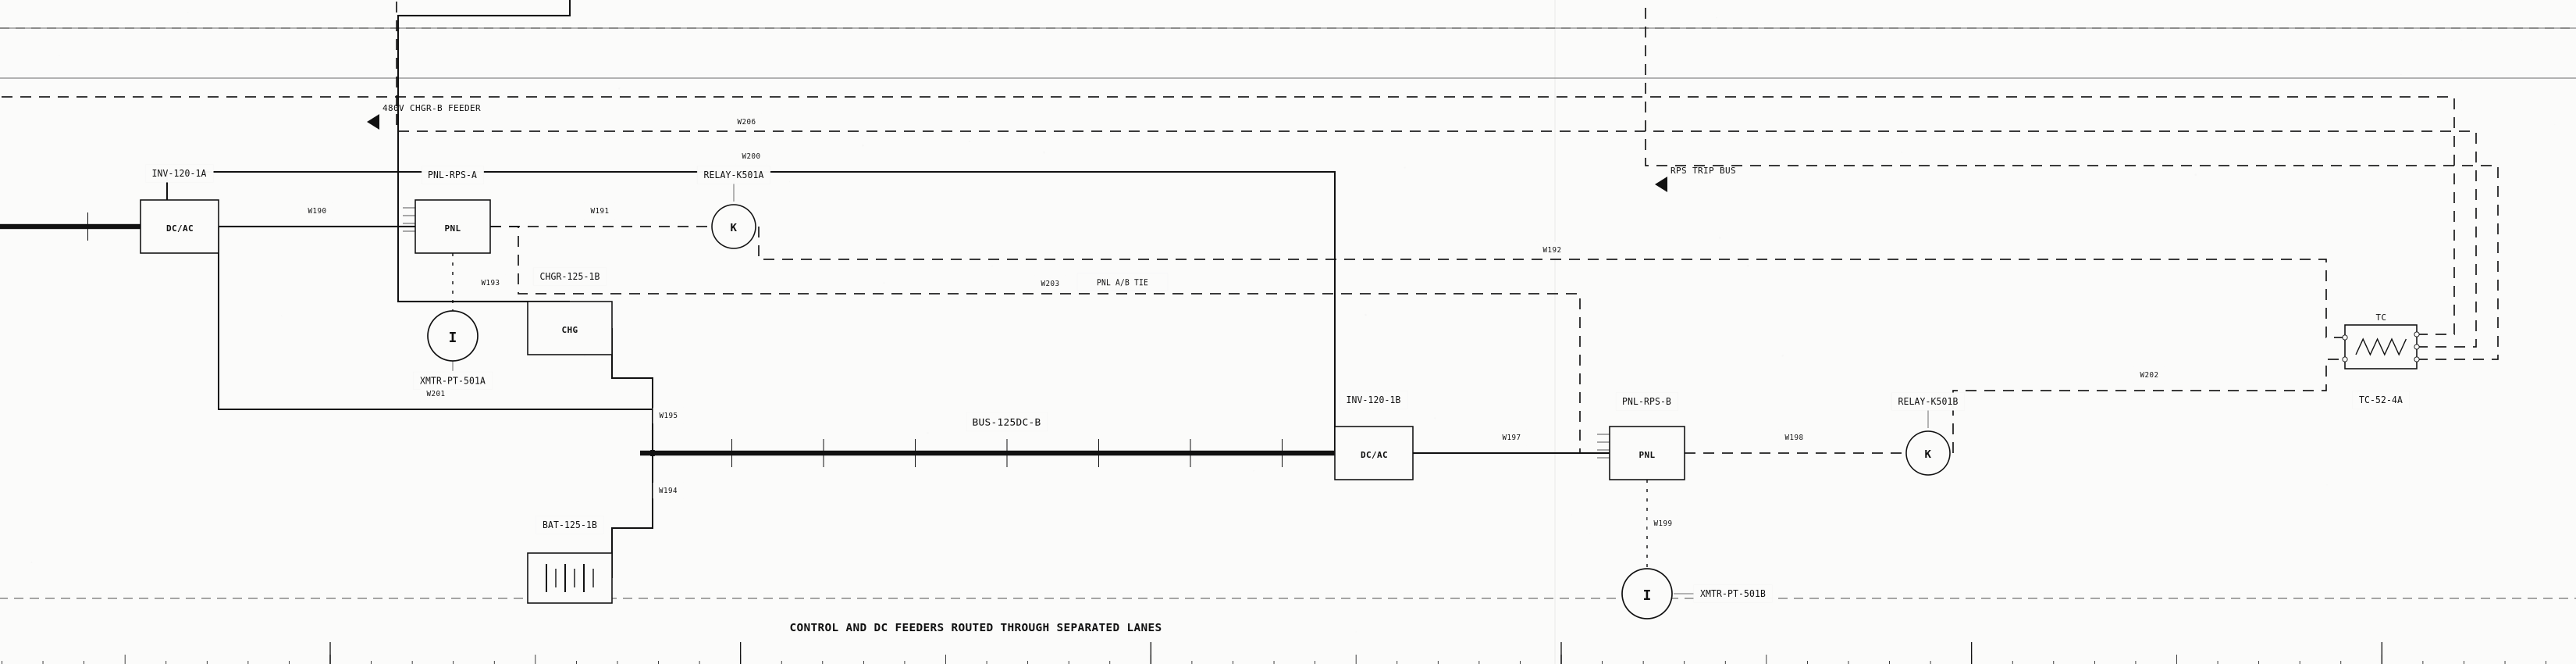 480V CHGR-B FEEDER
W206
W200
RPS TRIP BUS
INV-120-1A
PNL-RPS-A
RELAY-K501A
W190
W191
DC/AC
PNL
K
W192
CHGR-125-1B
W193
W203
PNL A/B TIE
TC
CHG
I
W202
XMTR-PT-501A
W201
INV-120-1B
PNL-RPS-B
RELAY-K501B
TC-52-4A
W195
BUS-125DC-B
W197
W198
DC/AC
PNL
K
W194
BAT-125-1B
W199
I
XMTR-PT-501B
CONTROL AND DC FEEDERS ROUTED THROUGH SEPARATED LANES